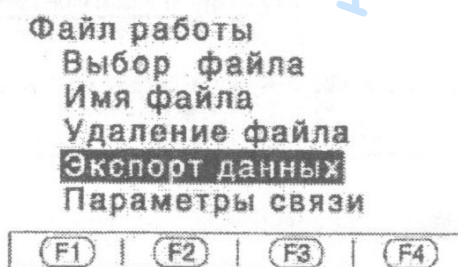 Файл работы
Выбор файла
Имя файла
Удаление файла
Экспорт данных
Параметры связи
F1 F2 F3 F4